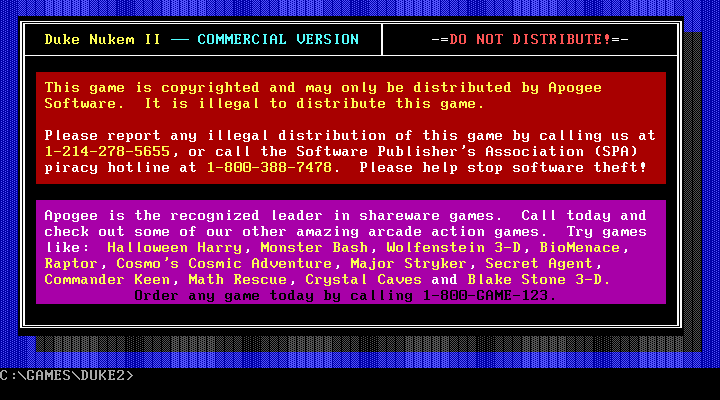 Duke Nukem II ── COMMERCIAL VERSION
-=DO NOT DISTRIBUTE!=-
This game is copyrighted and may only be distributed by Apogee
Software.  It is illegal to distribute this game.
Please report any illegal distribution of this game by calling us at
1-214-278-5655, or call the Software Publisher's Association (SPA)
piracy hotline at 1-800-388-7478.  Please help stop software theft!
Apogee is the recognized leader in shareware games.  Call today and
check out some of our other amazing arcade action games.  Try games
like:  Halloween Harry, Monster Bash, Wolfenstein 3-D, BioMenace,
Raptor, Cosmo's Cosmic Adventure, Major Stryker, Secret Agent,
Commander Keen, Math Rescue, Crystal Caves and Blake Stone 3-D.
Order any game today by calling 1-800-GAME-123.
C:\GAMES\DUKE2>